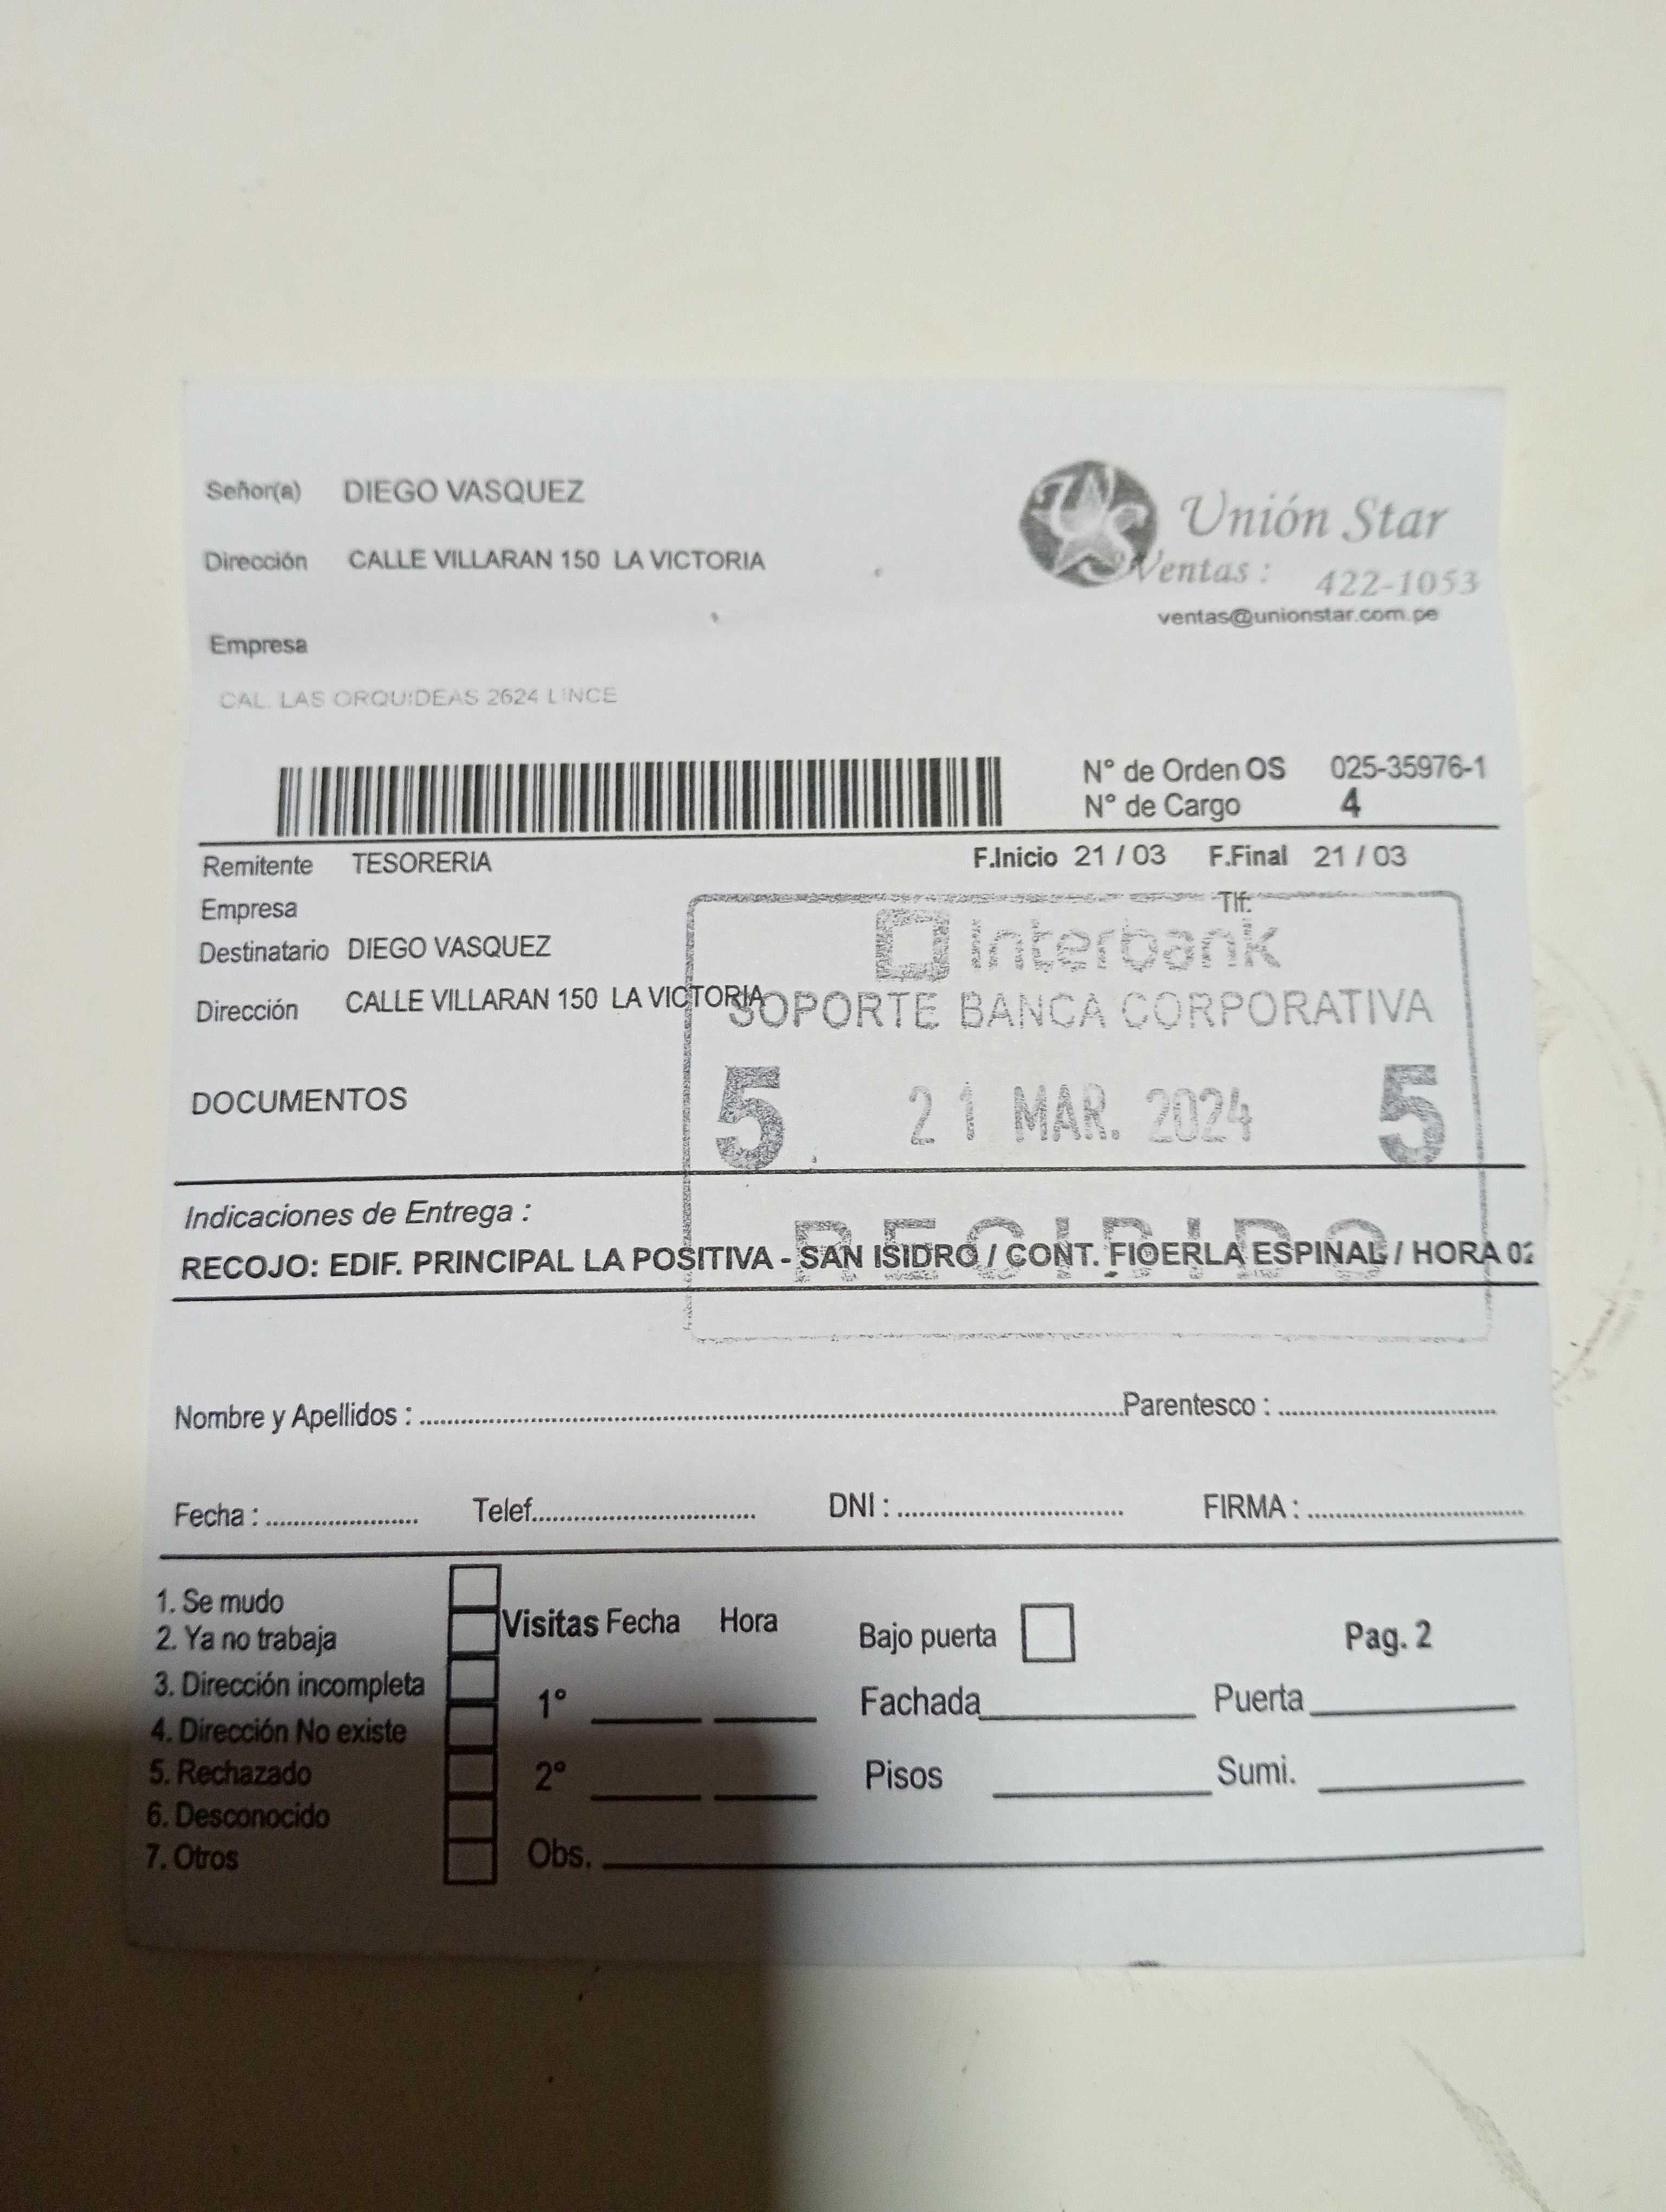 Señor(a) DIEGO VASQUEZ
Dirección CALLE VILLARAN 150 LA VICTORIA
Unión Star
Ventas : 422-1053
ventas@unionstar.com.pe
Empresa
CAL. LAS ORQUIDEAS 2624 LINCE
N° de Orden OS 025-35976-1
N° de Cargo 4
Remitente TESORERIA
F.Inicio 21 / 03 F.Final 21 / 03
Empresa
Tlf:
Interbank
Destinatario DIEGO VASQUEZ
Dirección CALLE VILLARAN 150 LA VICTORIA
SOPORTE BANCA CORPORATIVA
DOCUMENTOS
5 21 MAR. 2024 5
Indicaciones de Entrega :
RECIBIDO
RECOJO: EDIF. PRINCIPAL LA POSITIVA - SAN ISIDRO / CONT. FIOERLA ESPINAL / HORA
Nombre y Apellidos : Parentesco :
Fecha : Telef. DNI : FIRMA :
1. Se mudo
2. Ya no trabaja
3. Dirección incompleta
4. Dirección No existe
5. Rechazado
6. Desconocido
7. Otros
Visitas Fecha Hora
1°
2°
Obs.
Bajo puerta
Pag. 2
Fachada Puerta
Pisos Sumi.